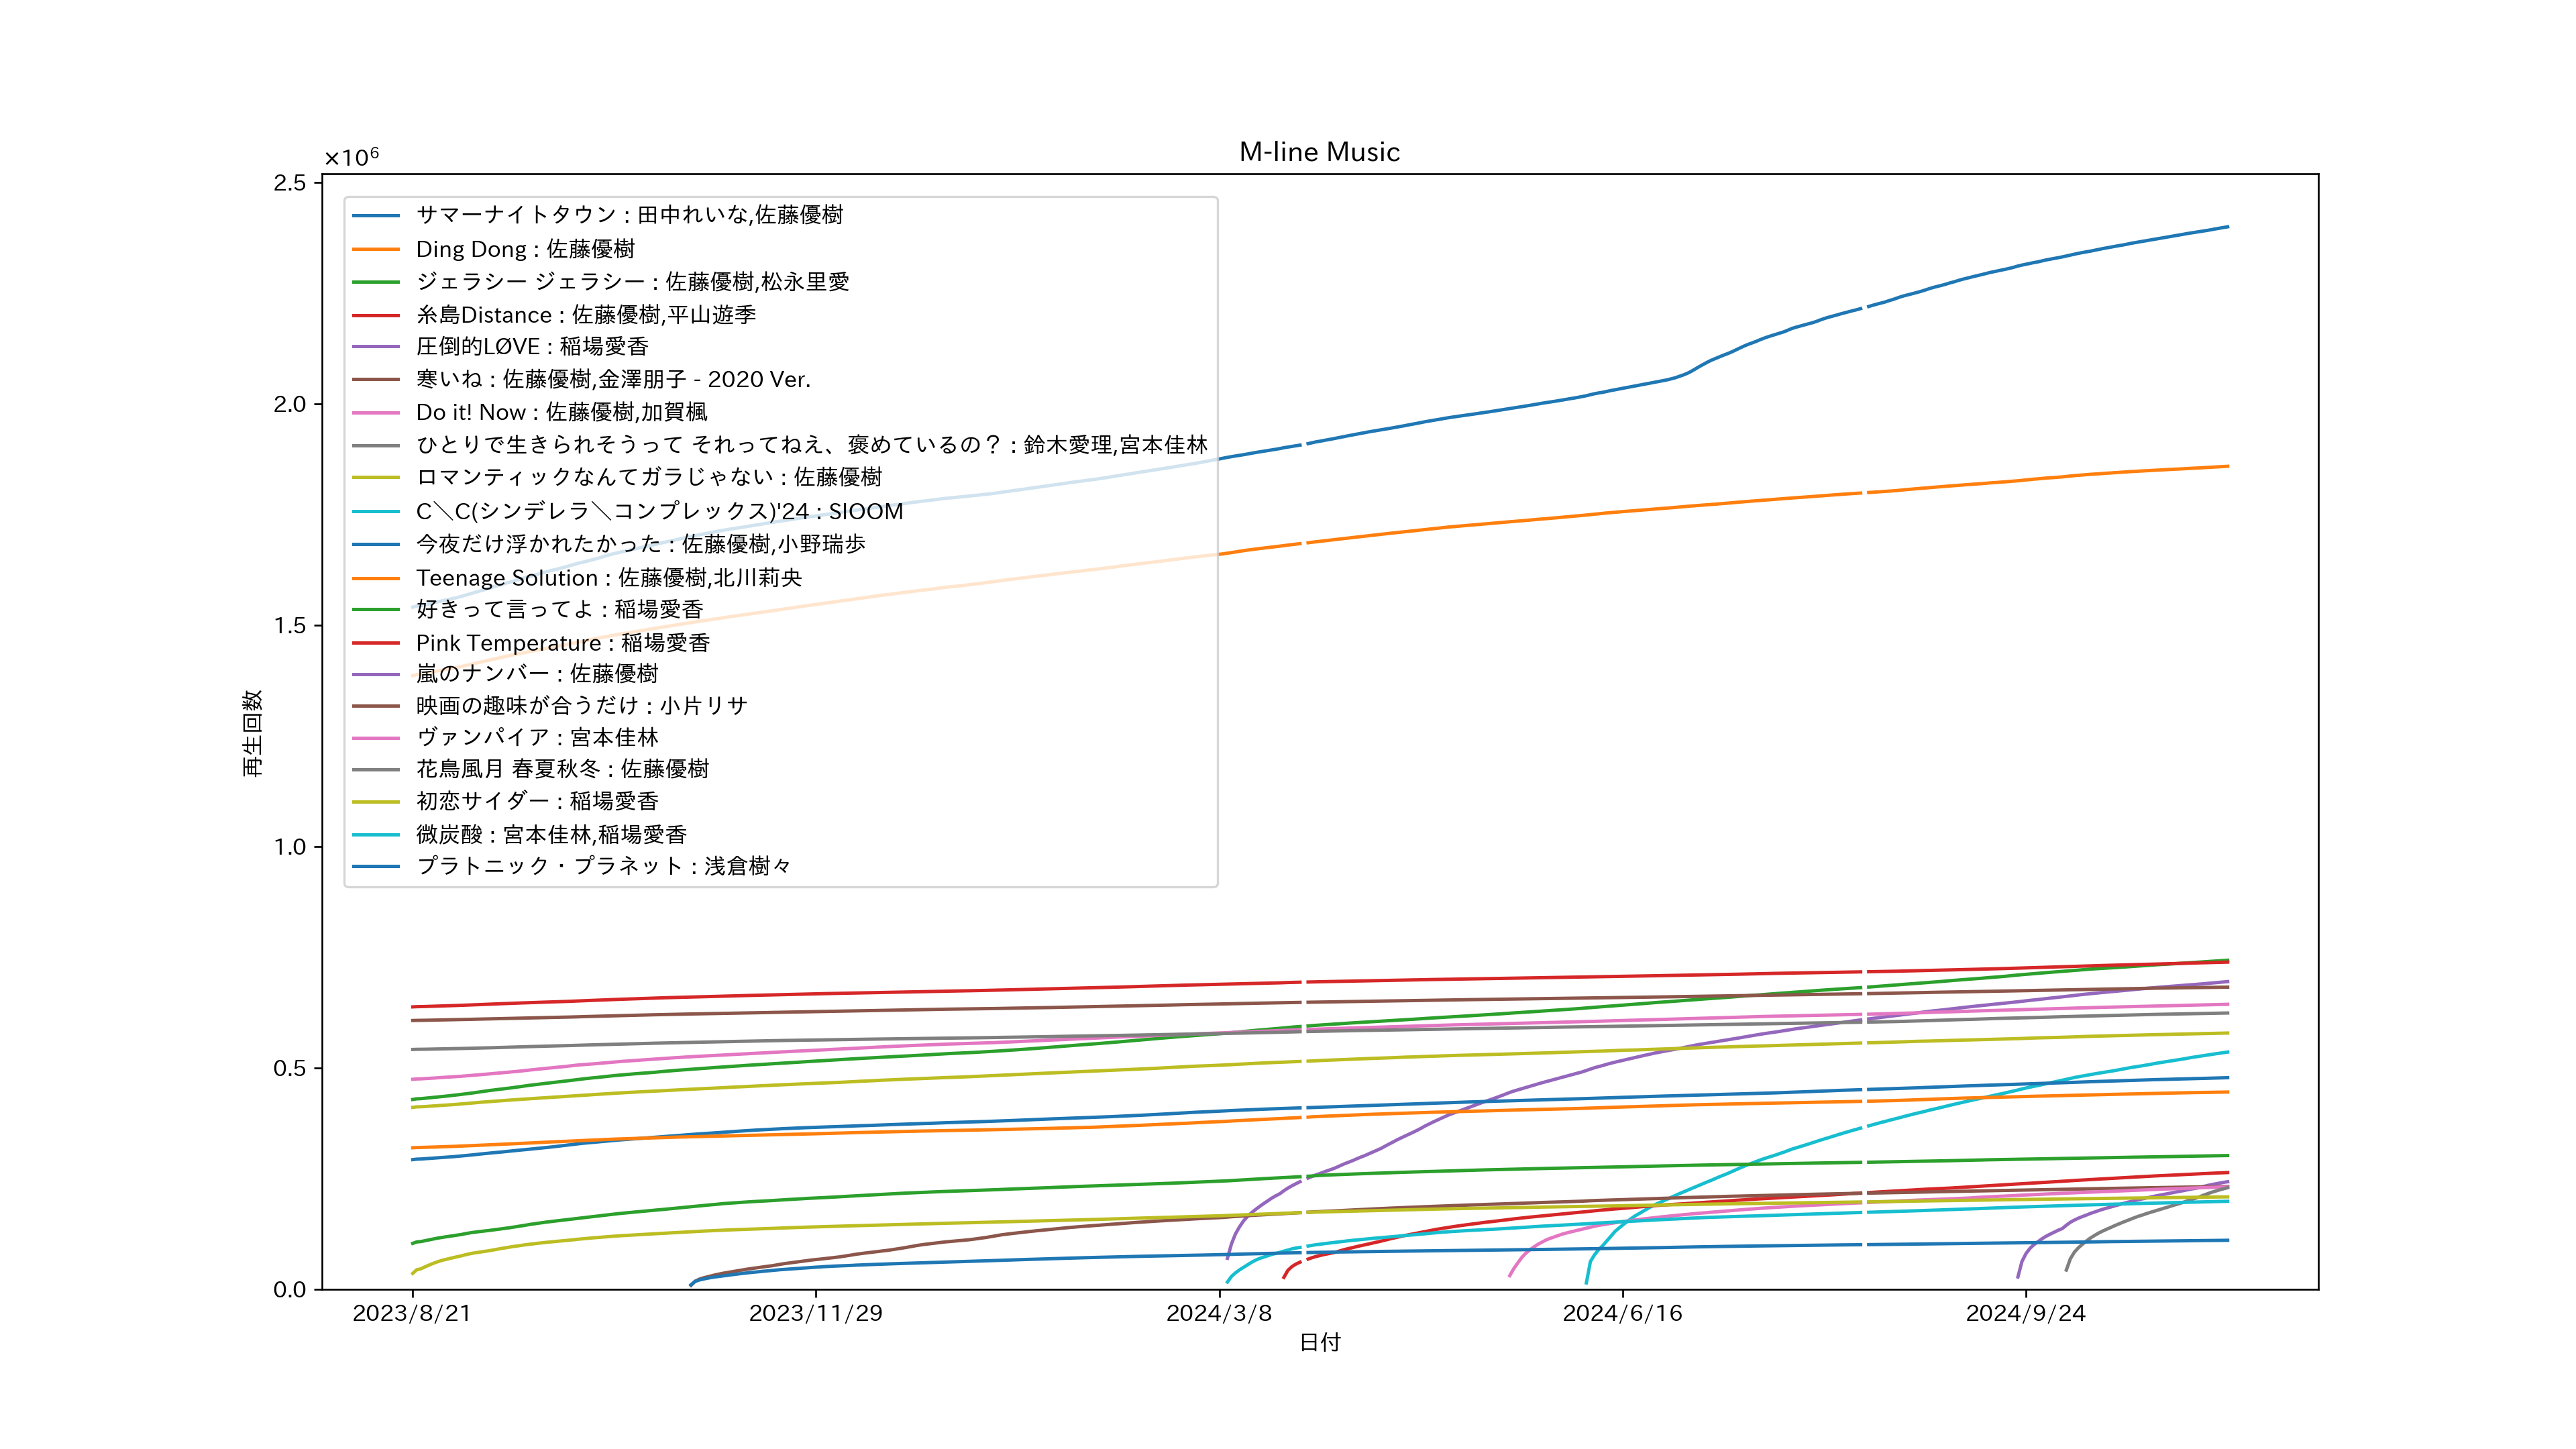 M-line Music
×10⁶
2.5
2.0
1.5
1.0
0.5
0.0
再生回数
サマーナイトタウン : 田中れいな,佐藤優樹
Ding Dong : 佐藤優樹
ジェラシー ジェラシー : 佐藤優樹,松永里愛
糸島Distance : 佐藤優樹,平山遊季
圧倒的LØVE : 稲場愛香
寒いね : 佐藤優樹,金澤朋子 - 2020 Ver.
Do it! Now : 佐藤優樹,加賀楓
ひとりで生きられそうって それってねえ、褒めているの？ : 鈴木愛理,宮本佳林
ロマンティックなんてガラじゃない : 佐藤優樹
C＼C(シンデレラ＼コンプレックス)'24 : SIOOM
今夜だけ浮かれたかった : 佐藤優樹,小野瑞歩
Teenage Solution : 佐藤優樹,北川莉央
好きって言ってよ : 稲場愛香
Pink Temperature : 稲場愛香
嵐のナンバー : 佐藤優樹
映画の趣味が合うだけ : 小片リサ
ヴァンパイア : 宮本佳林
花鳥風月 春夏秋冬 : 佐藤優樹
初恋サイダー : 稲場愛香
微炭酸 : 宮本佳林,稲場愛香
プラトニック・プラネット : 浅倉樹々
2023/8/21
2023/11/29
2024/3/8
2024/6/16
2024/9/24
日付